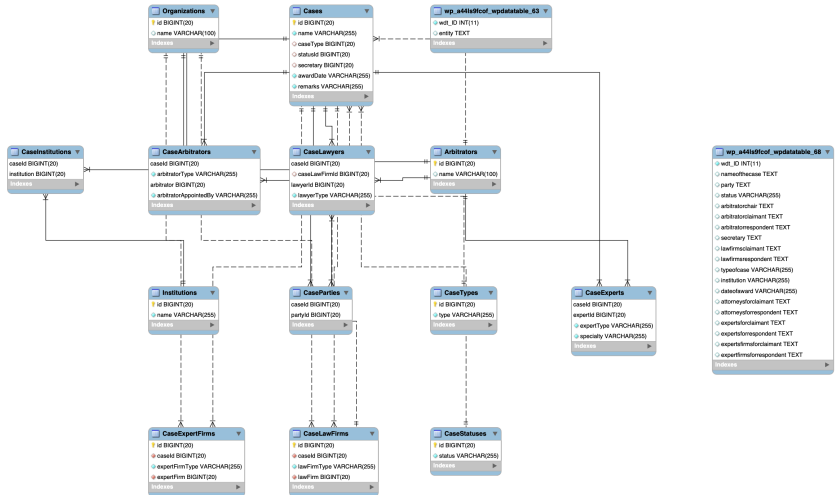 Organizations
id BIGINT(20)
name VARCHAR(100)
Indexes
Cases
id BIGINT(20)
name VARCHAR(255)
caseType BIGINT(20)
statusId BIGINT(20)
secretary BIGINT(20)
awardDate VARCHAR(255)
remarks VARCHAR(255)
Indexes
wp_a44ls9fcof_wpdatatable_63
wdt_ID INT(11)
entity TEXT
Indexes
CaseInstitutions
caseId BIGINT(20)
institution BIGINT(20)
Indexes
CaseArbitrators
caseId BIGINT(20)
arbitratorType VARCHAR(255)
arbitrator BIGINT(20)
arbitratorAppointedBy VARCHAR(255)
Indexes
CaseLawyers
caseId BIGINT(20)
caseLawFirmId BIGINT(20)
lawyerId BIGINT(20)
lawyerType VARCHAR(255)
Indexes
Arbitrators
id BIGINT(20)
name VARCHAR(100)
Indexes
wp_a44ls9fcof_wpdatatable_68
wdt_ID INT(11)
nameofthecase TEXT
party TEXT
status VARCHAR(255)
arbitratorchair TEXT
arbitratorclaimant TEXT
arbitratorrespondent TEXT
secretary TEXT
lawfirmsclaimant TEXT
lawfirmsrespondent TEXT
typeofcase VARCHAR(255)
institution VARCHAR(255)
dateofaward VARCHAR(255)
attorneysforclaimant TEXT
attorneysforrespondent TEXT
expertsforclaimant TEXT
expertsforrespondent TEXT
expertsfirmsforclaimant TEXT
expertfirmsforrespondent TEXT
Indexes
Institutions
id BIGINT(20)
name VARCHAR(255)
Indexes
CaseParties
caseId BIGINT(20)
partyId BIGINT(20)
Indexes
CaseTypes
id BIGINT(20)
type VARCHAR(255)
Indexes
CaseExperts
caseId BIGINT(20)
expertId BIGINT(20)
expertType VARCHAR(255)
specialty VARCHAR(255)
Indexes
CaseExpertFirms
id BIGINT(20)
caseId BIGINT(20)
expertFirmType VARCHAR(255)
expertFirm BIGINT(20)
Indexes
CaseLawFirms
id BIGINT(20)
caseId BIGINT(20)
lawFirmType VARCHAR(255)
lawFirm BIGINT(20)
Indexes
CaseStatuses
id BIGINT(20)
status VARCHAR(255)
Indexes